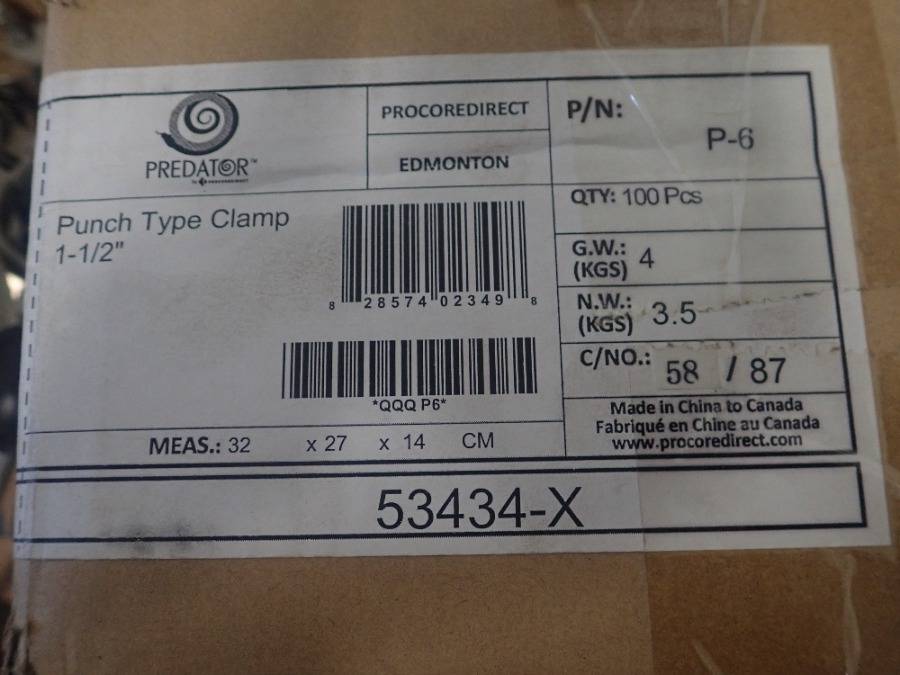 PREDATOR™
PROCOREDIRECT
EDMONTON
P/N:
P-6
QTY: 100 Pcs
Punch Type Clamp
1-1/2"
8 28574 02349 8
G.W.: 4
(KGS)
N.W.: 3.5
(KGS)
*QQQ P6*
C/NO.: 58 / 87
Made in China to Canada
Fabriqué en Chine au Canada
www.procoredirect.com
MEAS.: 32 x 27 x 14 CM
53434-X